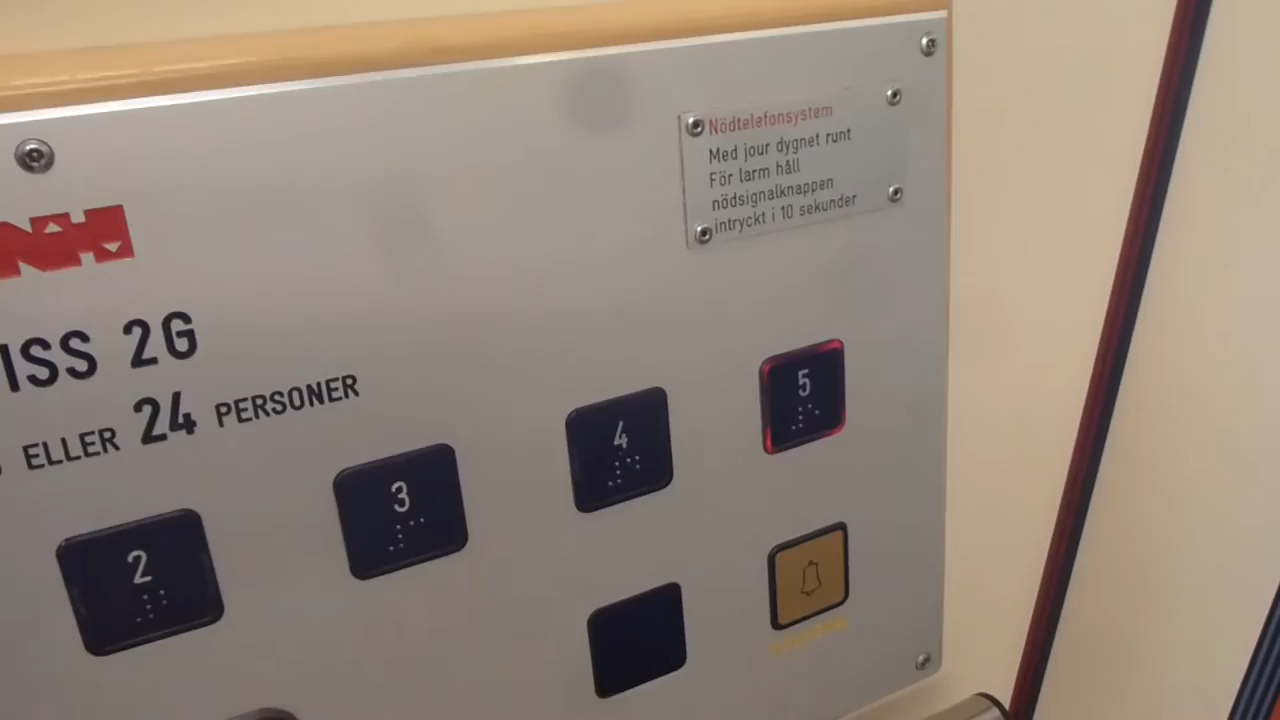 Nödtelefonsystem
Med jour dygnet runt
För larm håll
nödsignalknappen
intryckt i 10 sekunder
NH
ISS 2G
ELLER 24 PERSONER
5
4
3
2